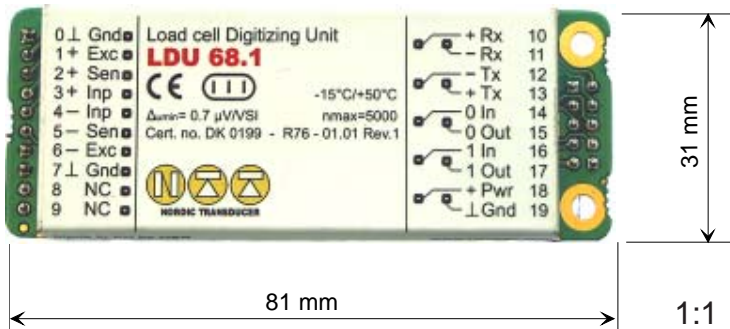 0 ⊥ Gnd
1 + Exc
2 + Sen
3 + Inp
4 − Inp
5 − Sen
6 − Exc
7 ⊥ Gnd
8 NC
9 NC
Load cell Digitizing Unit
LDU 68.1
CE III
-15°C/+50°C
Δumin= 0.7 µV/VSI nmax=5000
Cert. no. DK 0199 - R76 - 01.01 Rev.1
NORDIC TRANSDUCER
+ Rx 10
− Rx 11
− Tx 12
+ Tx 13
0 In 14
0 Out 15
1 In 16
1 Out 17
+ Pwr 18
⊥ Gnd 19
31 mm
81 mm
1:1